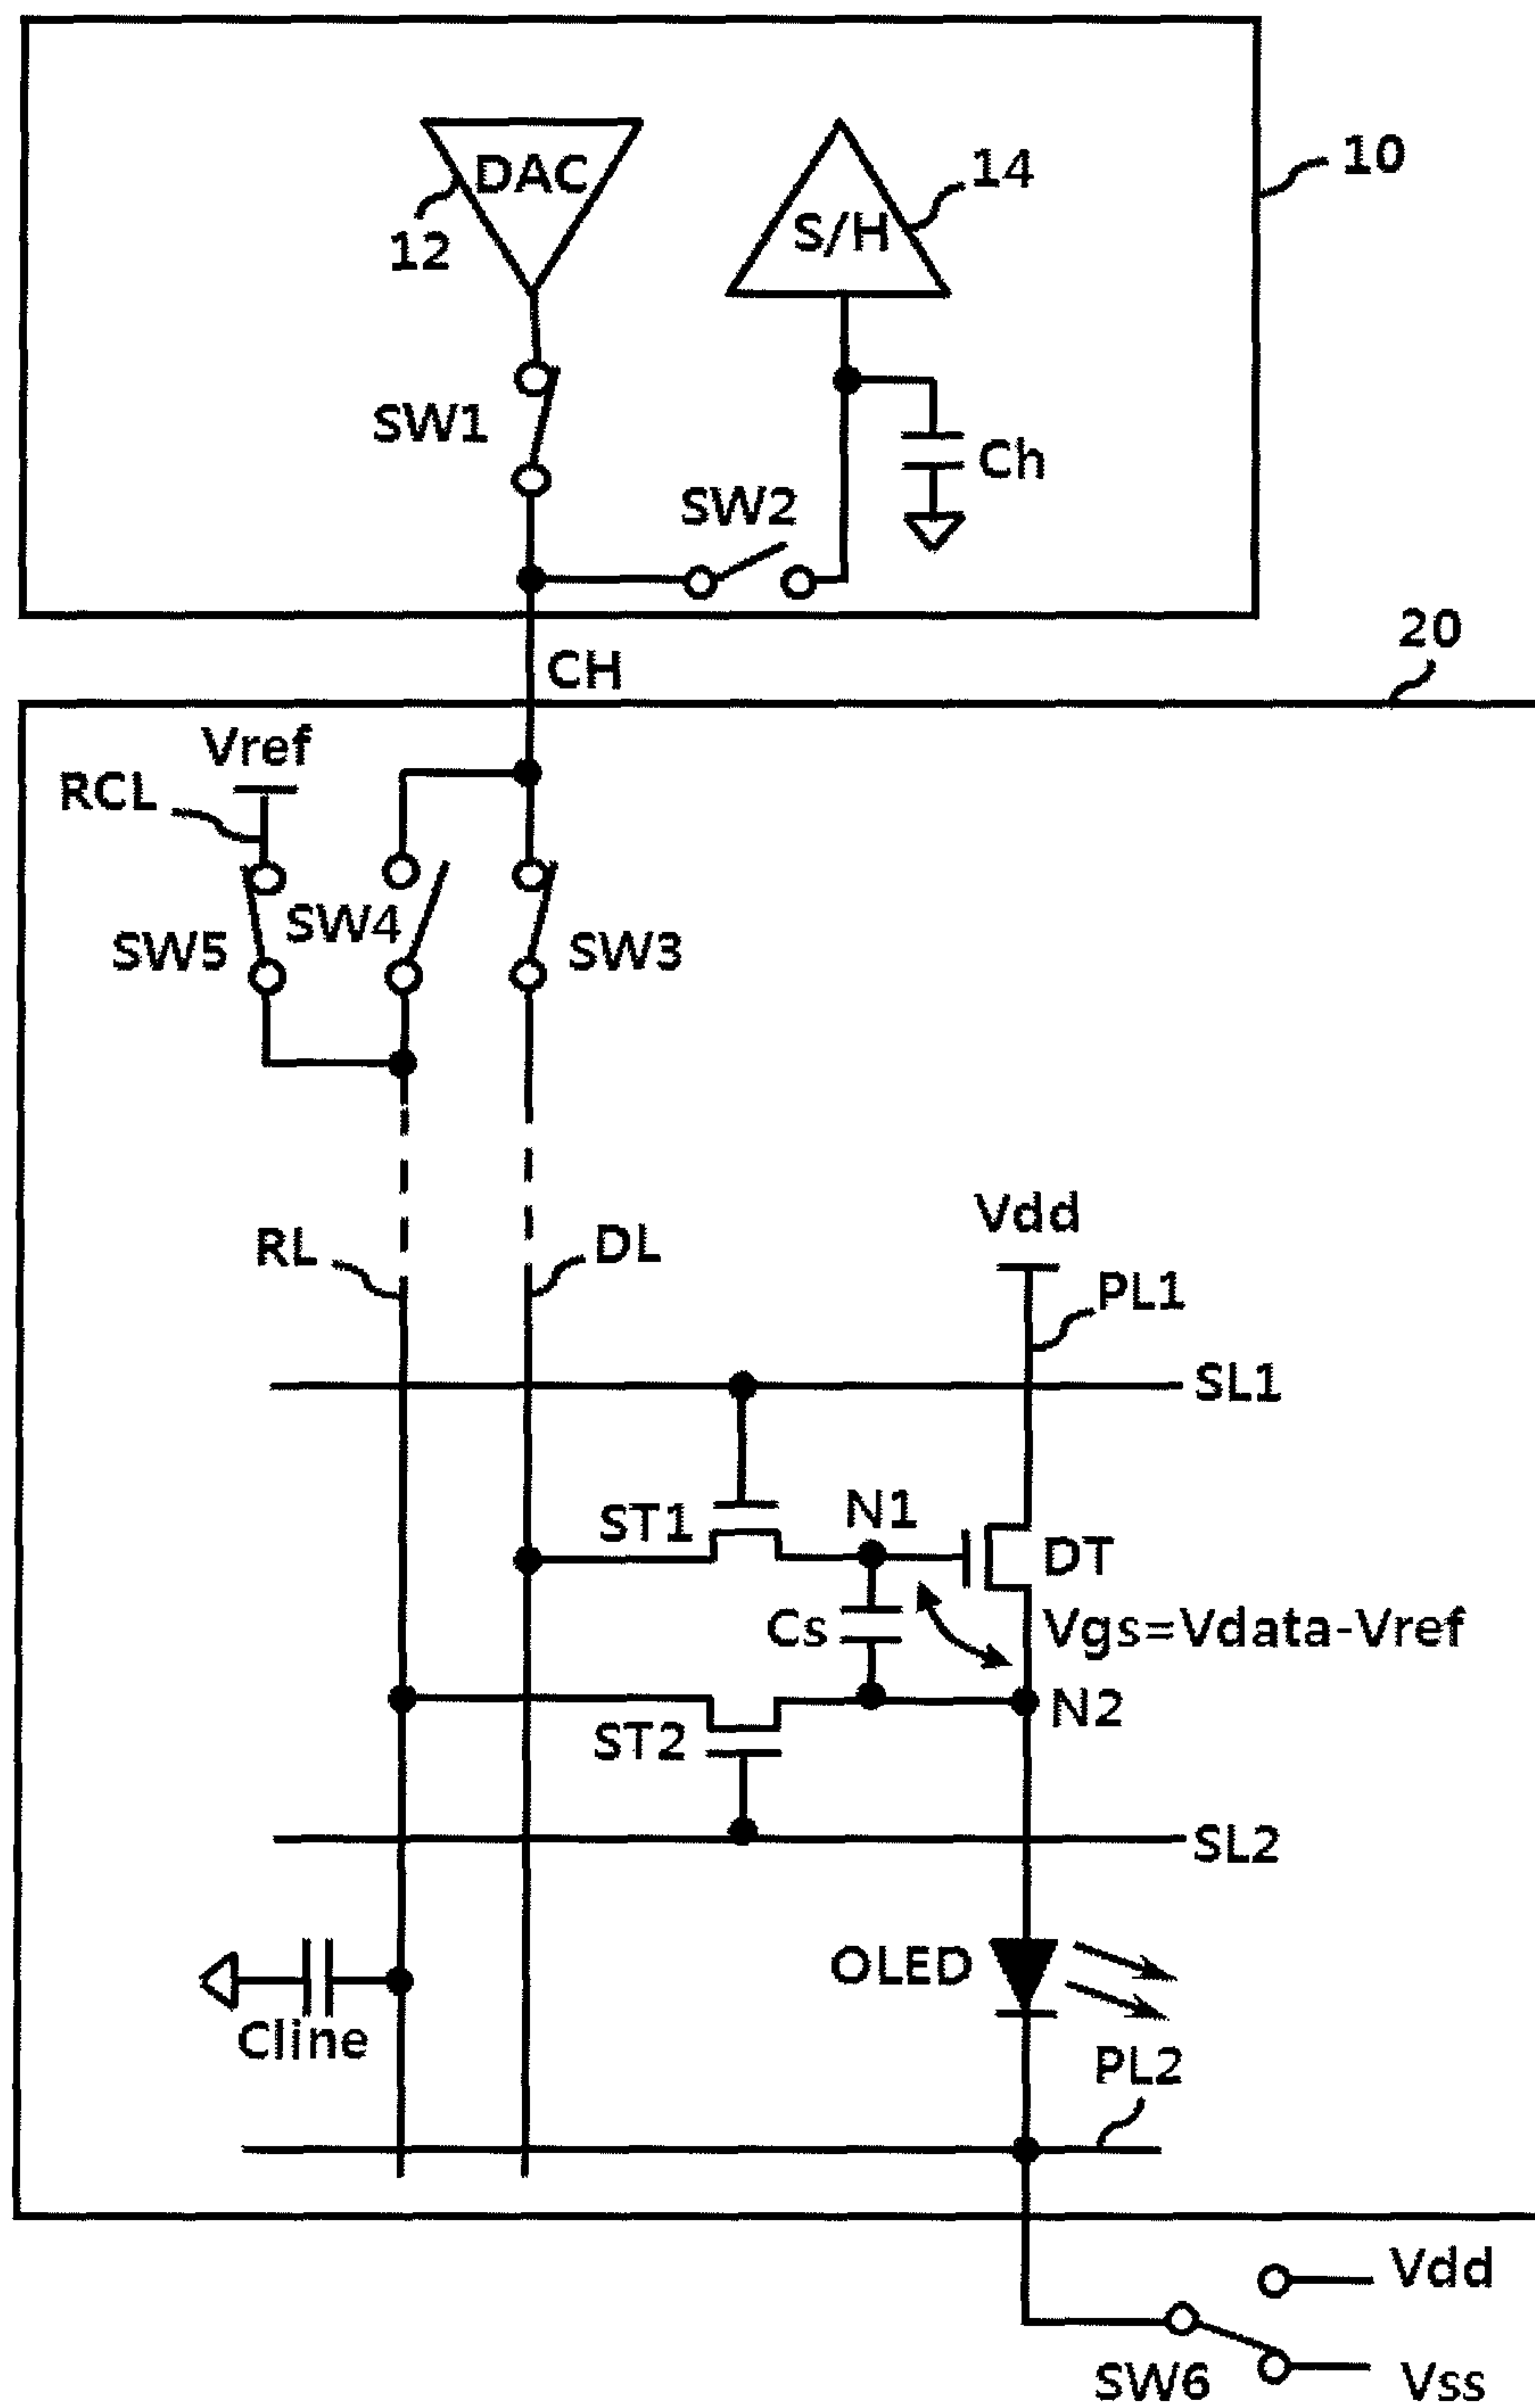 DAC
12
S/H
14
10
SW1
Ch
SW2
20
CH
Vref
RCL
SW5
SW4
SW3
RL
DL
Vdd
PL1
SL1
ST1
N1
DT
Cs
Vgs=Vdata-Vref
N2
ST2
SL2
OLED
Cline
PL2
Vdd
SW6
Vss